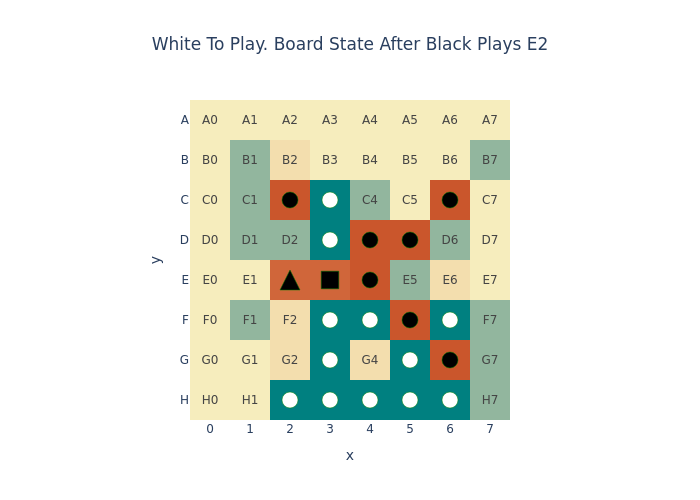 White To Play. Board State After Black Plays E2
A A0 A1 A2 A3 A4 A5 A6 A7
B B0 B1 B2 B3 B4 B5 B6 B7
C C0 C1 C4 C5 C7
D D0 D1 D2 D6 D7
y
E E0 E1 E5 E6 E7
F F0 F1 F2 F7
G G0 G1 G2 G4 G7
H H0 H1 H7
0 1 2 3 4 5 6 7
x